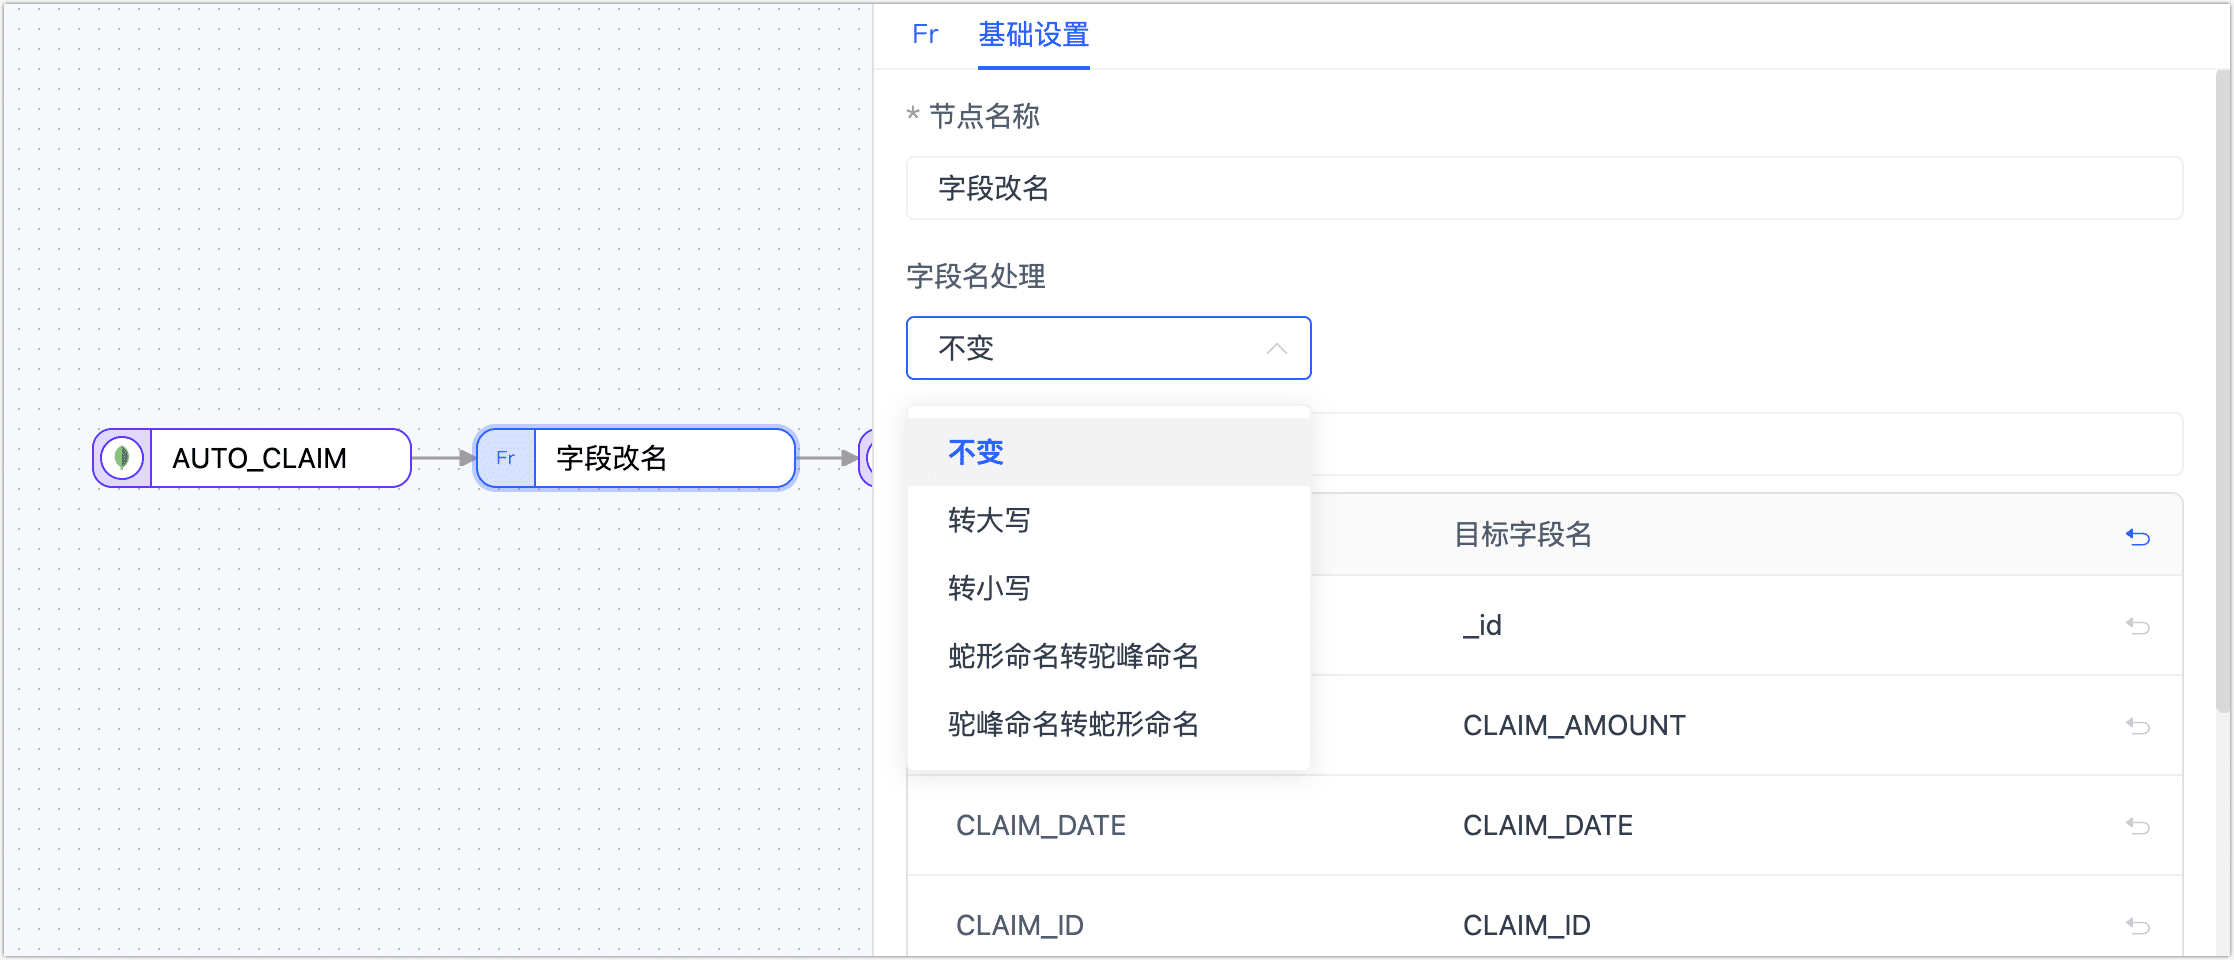 Fr 基础设置
* 节点名称
字段改名
字段名处理
不变
不变
转大写
转小写
蛇形命名转驼峰命名
驼峰命名转蛇形命名
AUTO_CLAIM
Fr 字段改名
目标字段名
_id
CLAIM_AMOUNT
CLAIM_DATE CLAIM_DATE
CLAIM_ID CLAIM_ID